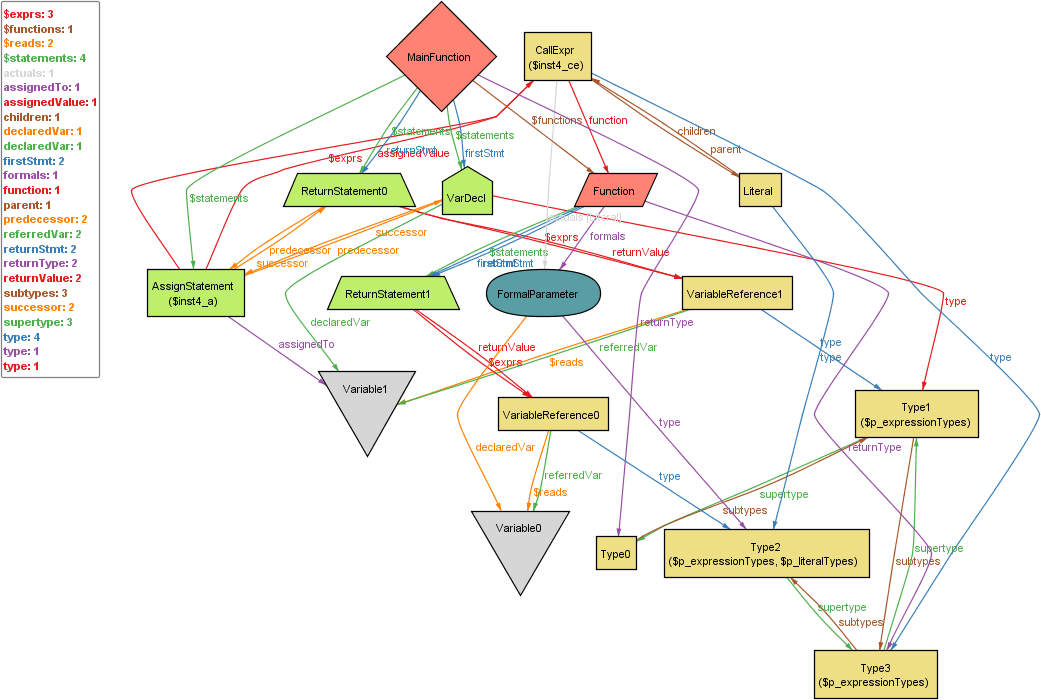 $exprs: 3
$functions: 1
$reads: 2
$statements: 4
actuals: 1
assignedTo: 1
assignedValue: 1
children: 1
declaredVar: 1
declaredVar: 1
firstStmt: 2
formals: 1
function: 1
parent: 1
predecessor: 2
referredVar: 2
returnStmt: 2
returnType: 2
returnValue: 2
subtypes: 3
successor: 2
supertype: 3
type: 4
type: 1
type: 1
MainFunction
CallExpr
($inst4_ce)
$statements
$statements
returnStmt
firstStmt
$functions
function
children
parent
$exprs
assignedValue
$statements
ReturnStatement0
VarDecl
Function
Literal
successor
predecessor
predecessor
successor
actuals [Literal]
$exprs
formals
returnValue
$statements
firstStmt
AssignStatement
($inst4_a)
ReturnStatement1
FormalParameter
VariableReference1
type
declaredVar
returnType
assignedTo
returnValue
$exprs
$reads
referredVar
type
type
type
Variable1
VariableReference0
Type1
($p_expressionTypes)
type
declaredVar
returnType
referredVar
type
$reads
supertype
subtypes
Variable0
Type0
Type2
($p_expressionTypes, $p_literalTypes)
supertype
subtypes
supertype
subtypes
Type3
($p_expressionTypes)